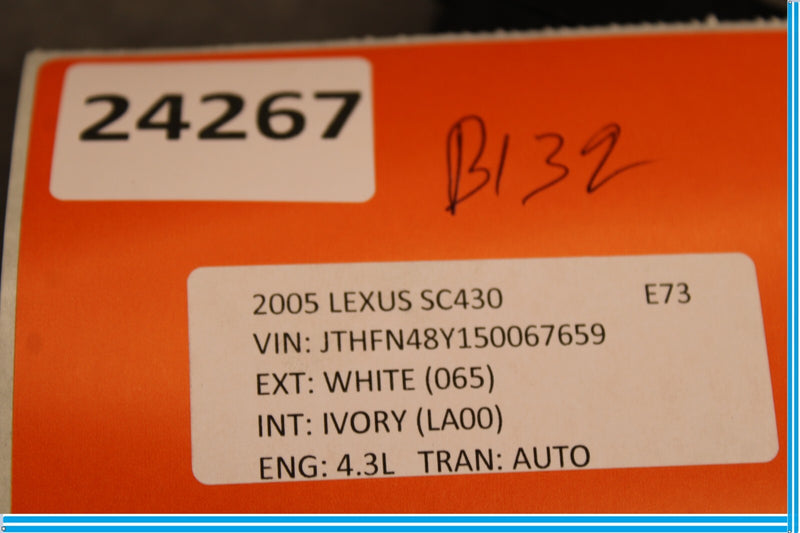 24267
B132
2005 LEXUS SC430 E73
VIN: JTHFN48Y150067659
EXT: WHITE (065)
INT: IVORY (LA00)
ENG: 4.3L TRAN: AUTO